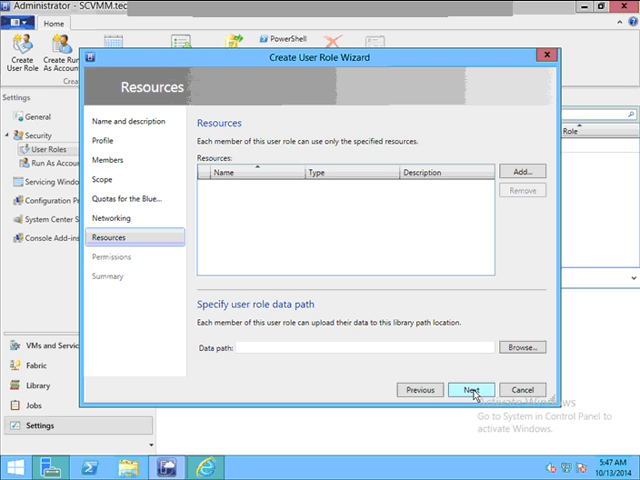 Administrator - SCVMM.tec
Home
Create User Role
Create Run As Account
PowerShell
Create User Role Wizard
Resources
Settings
General
Security
User Roles
Run As Accou
Servicing Windo
Configuration P
System Center S
Console Add-ins
VMs and Servic
Fabric
Library
Jobs
Settings
Name and description
Profile
Members
Scope
Quotas for the Blue...
Networking
Resources
Permissions
Summary
Resources
Each member of this user role can use only the specified resources.
Resources:
Name Type Description
Add...
Remove
Specify user role data path
Each member of this user role can upload their data to this library path location.
Data path:
Browse...
Previous Next Cancel
Role
Activate Windows
Go to System in Control Panel to
activate Windows.
5:47 AM
10/13/2014